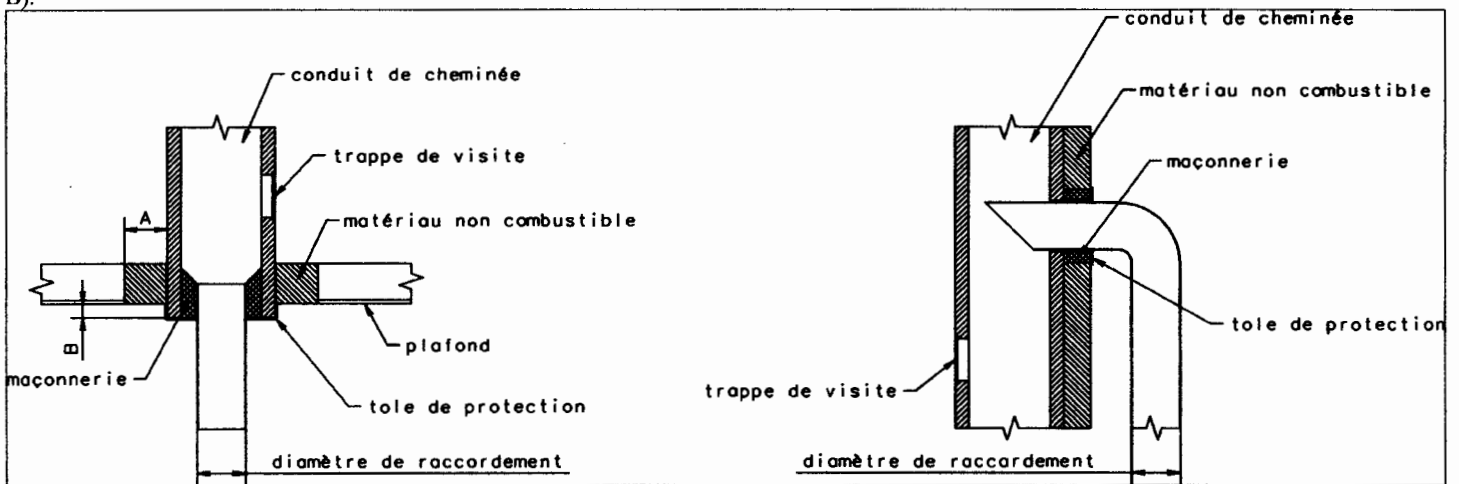 B).
conduit de cheminée
trappe de visite
A
matériau non combustible
B
plafond
maçonnerie
tole de protection
diamètre de raccordement
conduit de cheminée
matériau non combustible
maçonnerie
tole de protection
trappe de visite
diamètre de raccardement